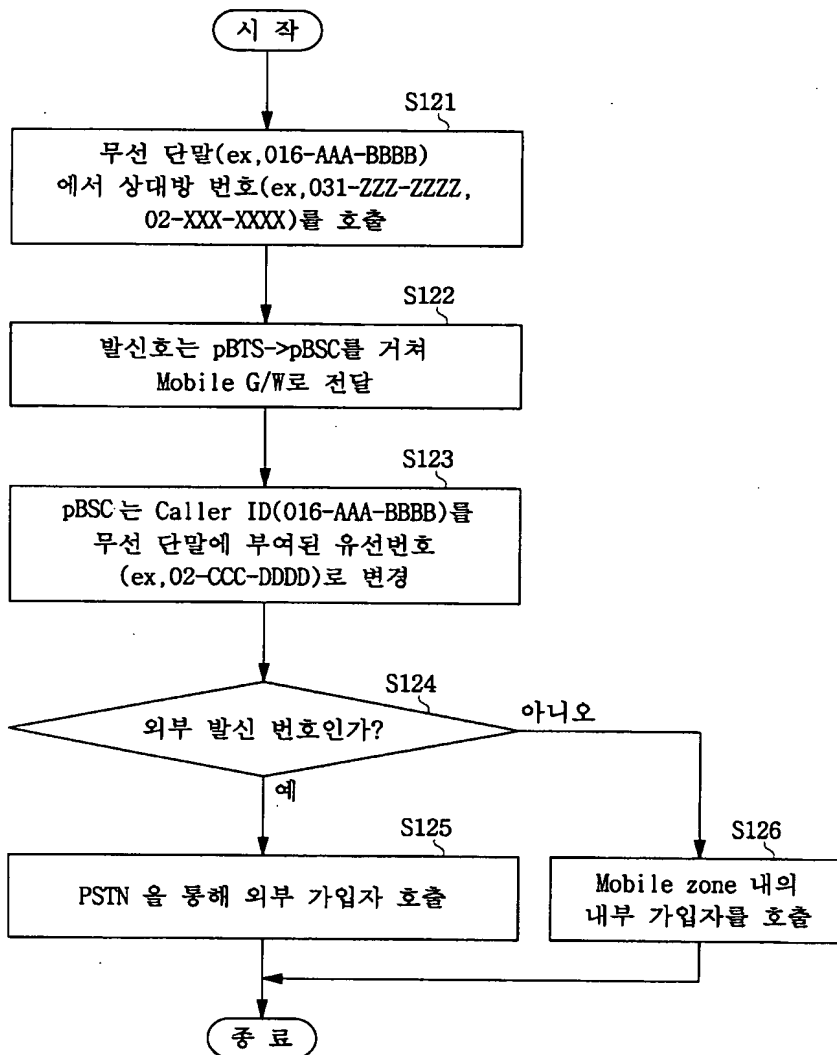 시 작
S121
무선 단말(ex,016-AAA-BBBB)
에서 상대방 번호(ex,031-ZZZ-ZZZZ,
02-XXX-XXXX)를 호출
S122
발신호는 pBTS->pBSC를 거쳐
Mobile G/W로 전달
S123
pBSC는 Caller ID(016-AAA-BBBB)를
무선 단말에 부여된 유선번호
(ex,02-CCC-DDDD)로 변경
S124
외부 발신 번호인가?
아니오
예
S125
PSTN 을 통해 외부 가입자 호출
S126
Mobile zone 내의
내부 가입자를 호출
종 료